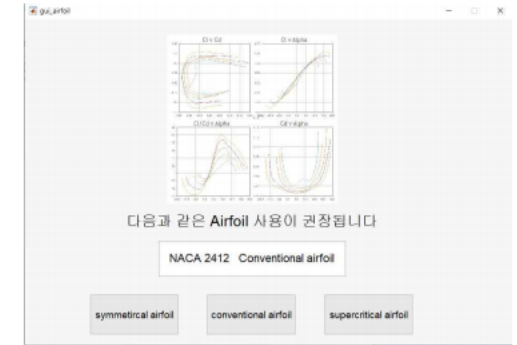 gui_airfoil
Cl v Cd
Cl v Alpha
Cl/Cd v Alpha
Cd v Alpha
다음과 같은 Airfoil 사용이 권장됩니다
NACA 2412 Conventional airfoil
symmetircal airfoil
conventional airfoil
supercritical airfoil